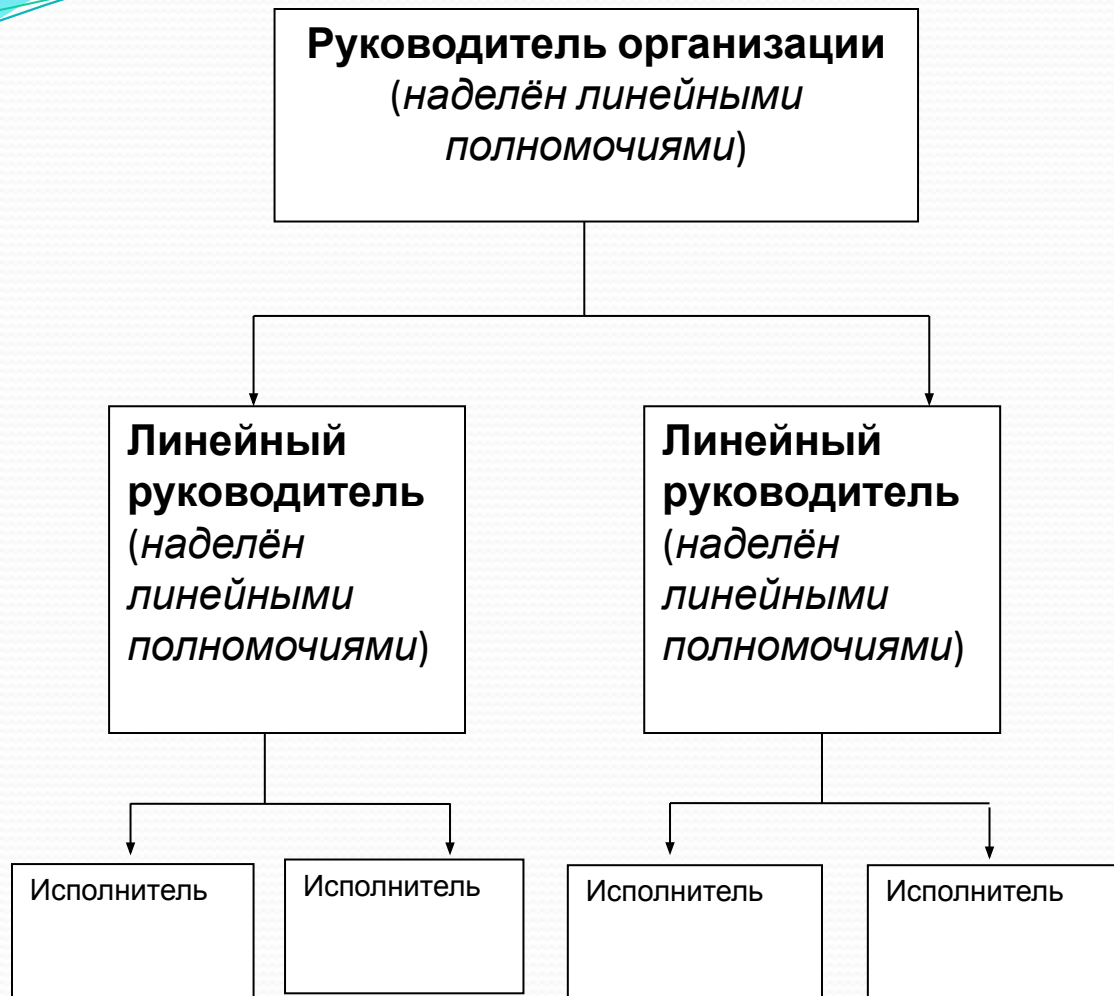 Руководитель организации
(наделён линейными
полномочиями)
Линейный
руководитель
(наделён
линейными
полномочиями)
Линейный
руководитель
(наделён
линейными
полномочиями)
Исполнитель
Исполнитель
Исполнитель
Исполнитель